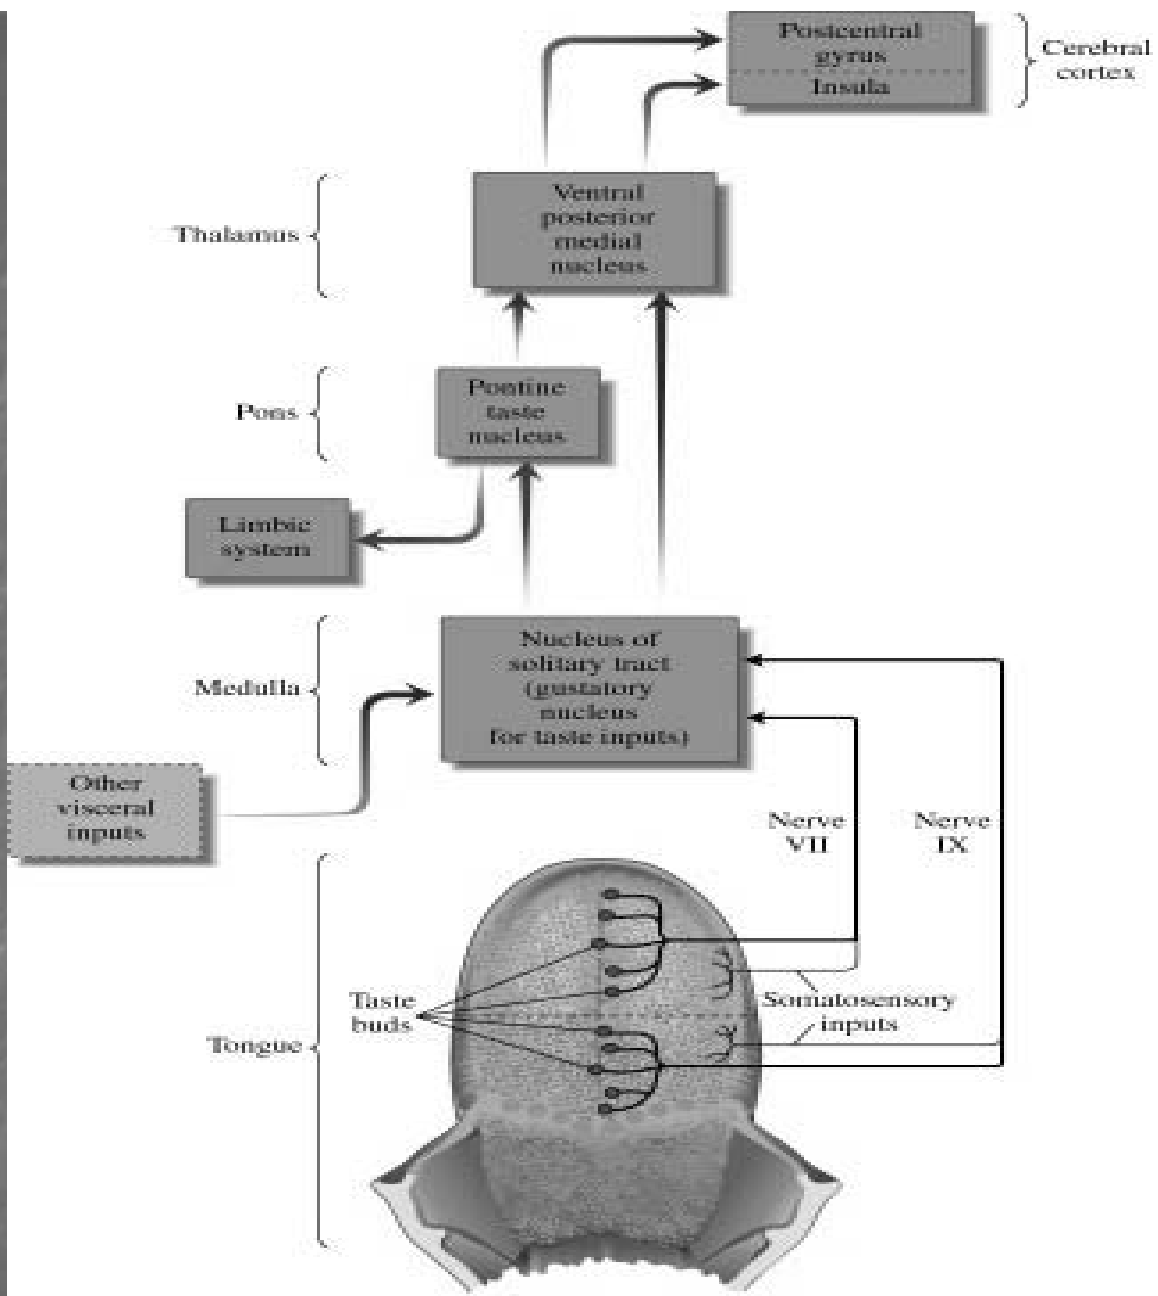 Postcentral
gyrus
Insula
Cerebral
cortex
Thalamus
Ventral
posterior
medial
nucleus
Pons
Pontine
taste
nucleus
Limbic
system
Medulla
Nucleus of
solitary tract
(gustatory
nucleus
for taste inputs)
Other
visceral
inputs
Nerve
VII
Nerve
IX
Taste
buds
Somatosensory
inputs
Tongue